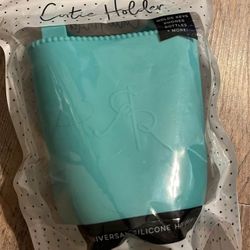 Cutie Holder
HOLDS KEYS
PHONES
BOTTLES
+ MORE!
UNIVERSAL SILICONE H